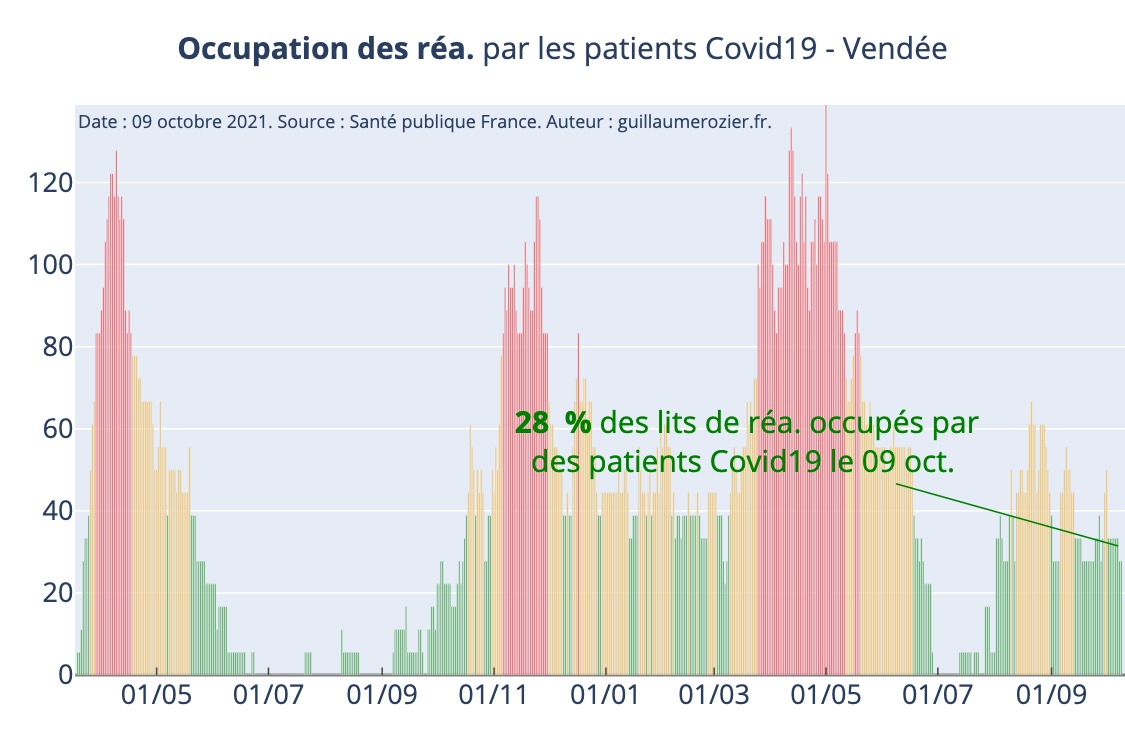 Occupation des réa. par les patients Covid19 - Vendée
Date : 09 octobre 2021. Source : Santé publique France. Auteur : guillaumerozier.fr.
120
100
80
60
40
20
0
28 % des lits de réa. occupés par
des patients Covid19 le 09 oct.
01/05 01/07 01/09 01/11 01/01 01/03 01/05 01/07 01/09